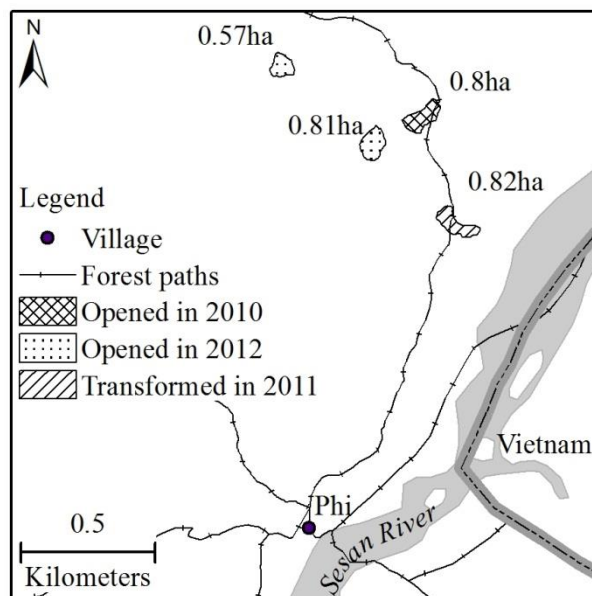 N
0.57ha
0.8ha
0.81ha
0.82ha
Legend
Village
Forest paths
Opened in 2010
Opened in 2012
Transformed in 2011
Vietnam
Phi
Sesan River
0.5
Kilometers